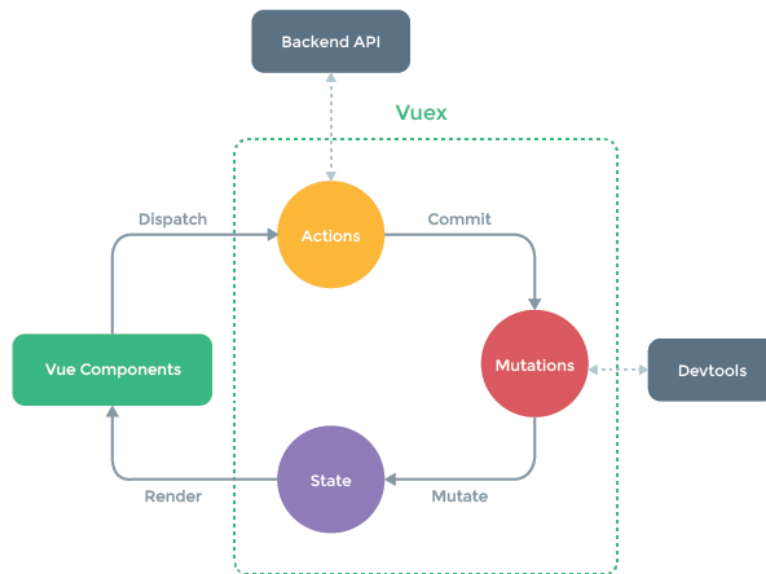 Backend API
Vuex
Dispatch
Commit
Actions
Vue Components
Mutations
Devtools
State
Render
Mutate